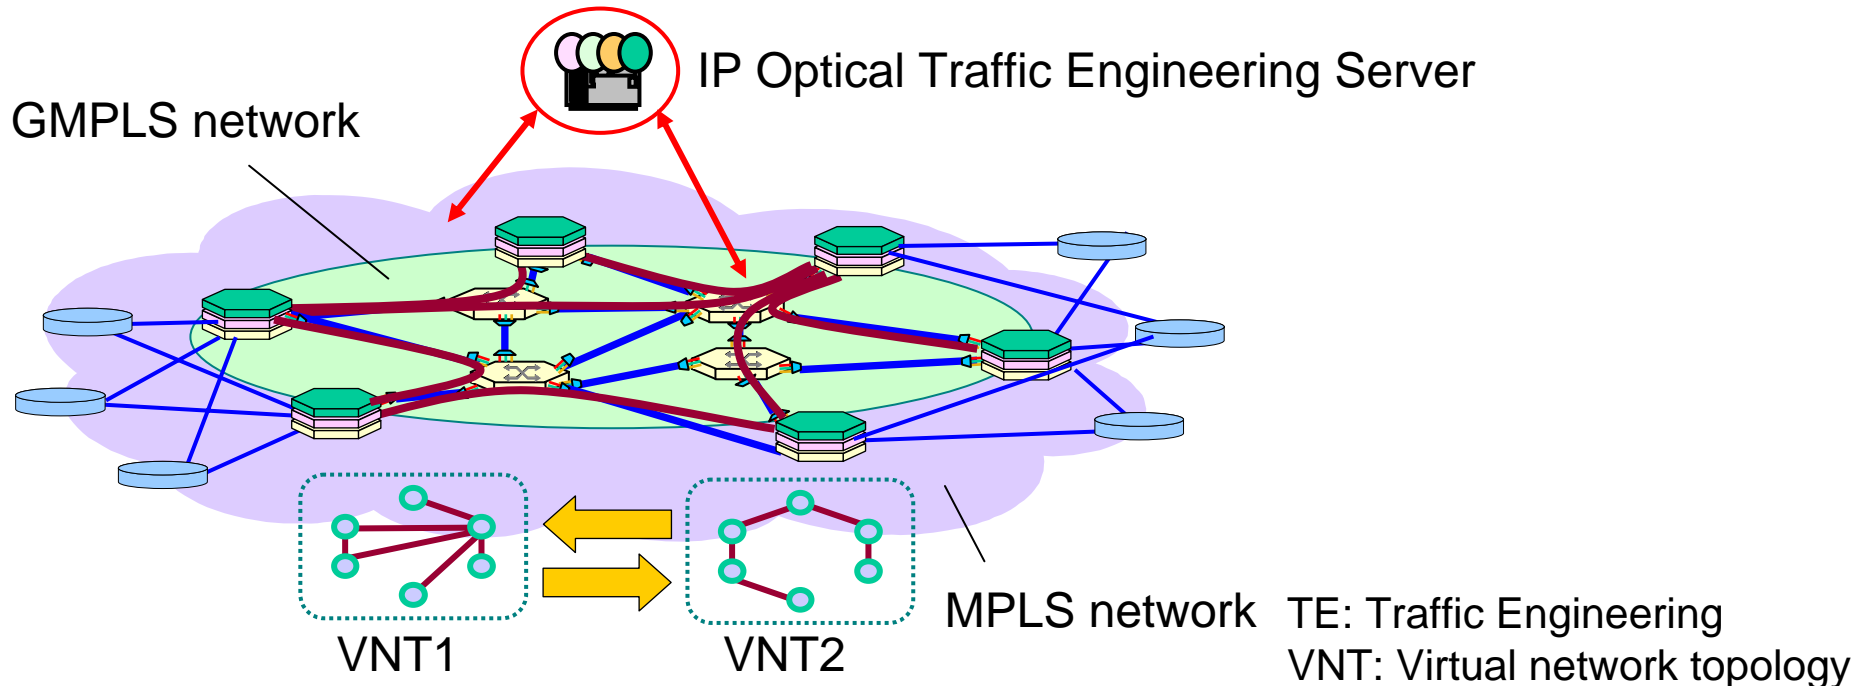 IP Optical Traffic Engineering Server
GMPLS network
MPLS network
TE: Traffic Engineering
VNT1
VNT2
VNT: Virtual network topology